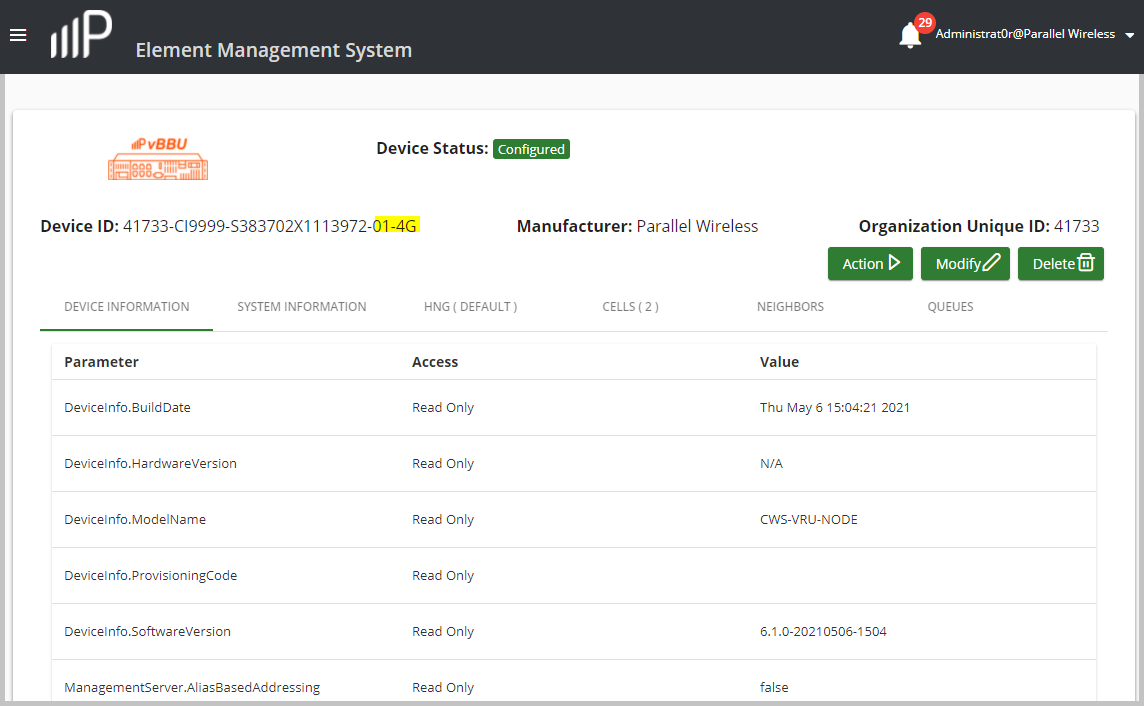 29
Administrat0r@Parallel Wireless
Element Management System
vBBU
Device Status: Configured
Device ID: 41733-CI9999-S383702X1113972-01-4G Manufacturer: Parallel Wireless Organization Unique ID: 41733
Action Modify Delete
DEVICE INFORMATION SYSTEM INFORMATION HNG ( DEFAULT ) CELLS ( 2 ) NEIGHBORS QUEUES
Parameter Access Value
DeviceInfo.BuildDate Read Only Thu May 6 15:04:21 2021
DeviceInfo.HardwareVersion Read Only N/A
DeviceInfo.ModelName Read Only CWS-VRU-NODE
DeviceInfo.ProvisioningCode Read Only
DeviceInfo.SoftwareVersion Read Only 6.1.0-20210506-1504
ManagementServer.AliasBasedAddressing Read Only false